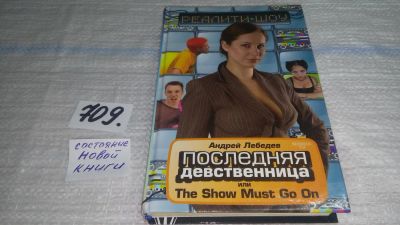 РЕАЛИТИ-ШОУ
709.
состояние
новой
книги
Андрей Лебедев
ПОСЛЕДНЯЯ
ДЕВСТВЕННИЦА
или
The Show Must Go On